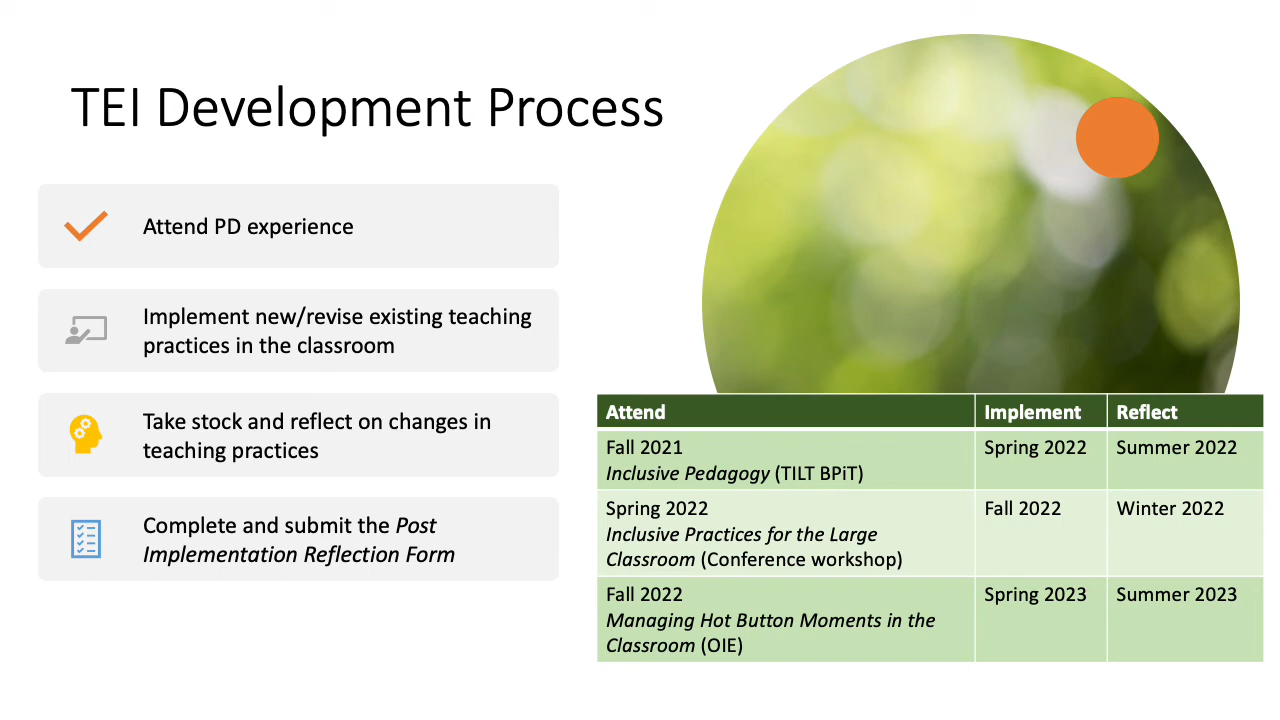 TEI Development Process
Attend PD experience
Implement new/revise existing teaching
practices in the classroom
Take stock and reflect on changes in
teaching practices
Complete and submit the Post
Implementation Reflection Form
Attend Implement Reflect
Fall 2021 Spring 2022 Summer 2022
Inclusive Pedagogy (TILT BPiT)
Spring 2022 Fall 2022 Winter 2022
Inclusive Practices for the Large
Classroom (Conference workshop)
Fall 2022 Spring 2023 Summer 2023
Managing Hot Button Moments in the
Classroom (OIE)